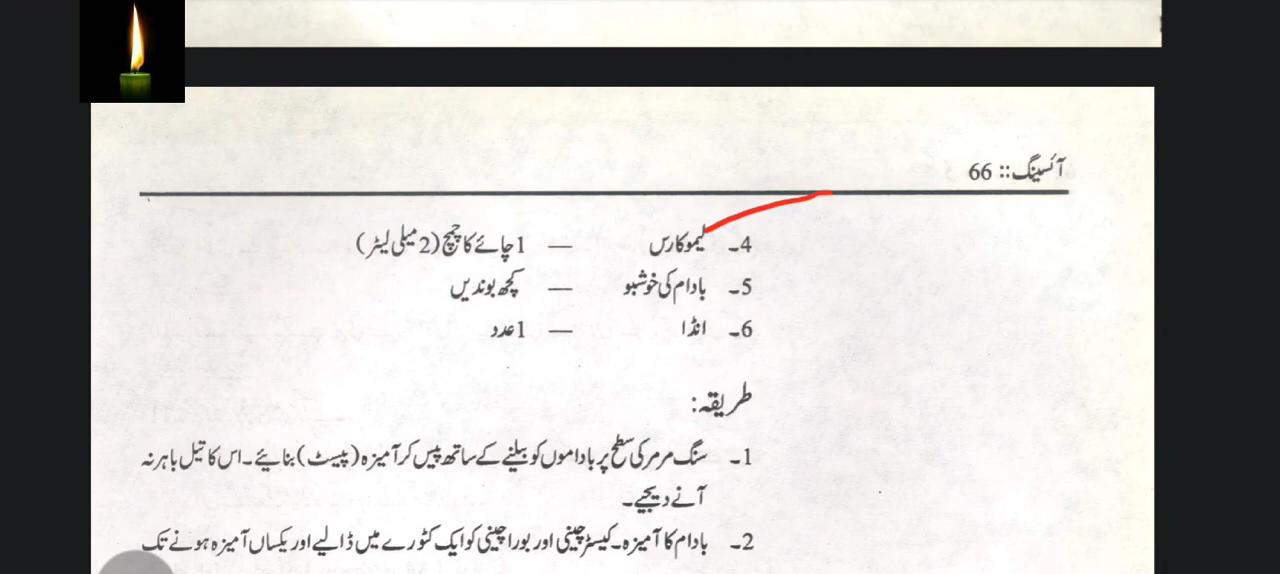 آئسینگ :: 66
4۔ لیمو کا رس — 1 چائے کا چمچ (2 میلی لیٹر)
5۔ بادام کی خوشبو — کچھ بوندیں
6۔ انڈا — 1 عدد
طریقہ:
1۔ سنگ مرمر کی سطح پر باداموں کو بیلنے کے ساتھ پیس کر آمیزہ (پیسٹ) بنائیے۔ اس کا تیل باہر نہ
آنے دیجیے۔
2۔ بادام کا آمیزہ۔ کیسٹر چینی اور بورا چینی کو ایک کٹورے میں ڈالیے اور یکساں آمیزہ ہونے تک